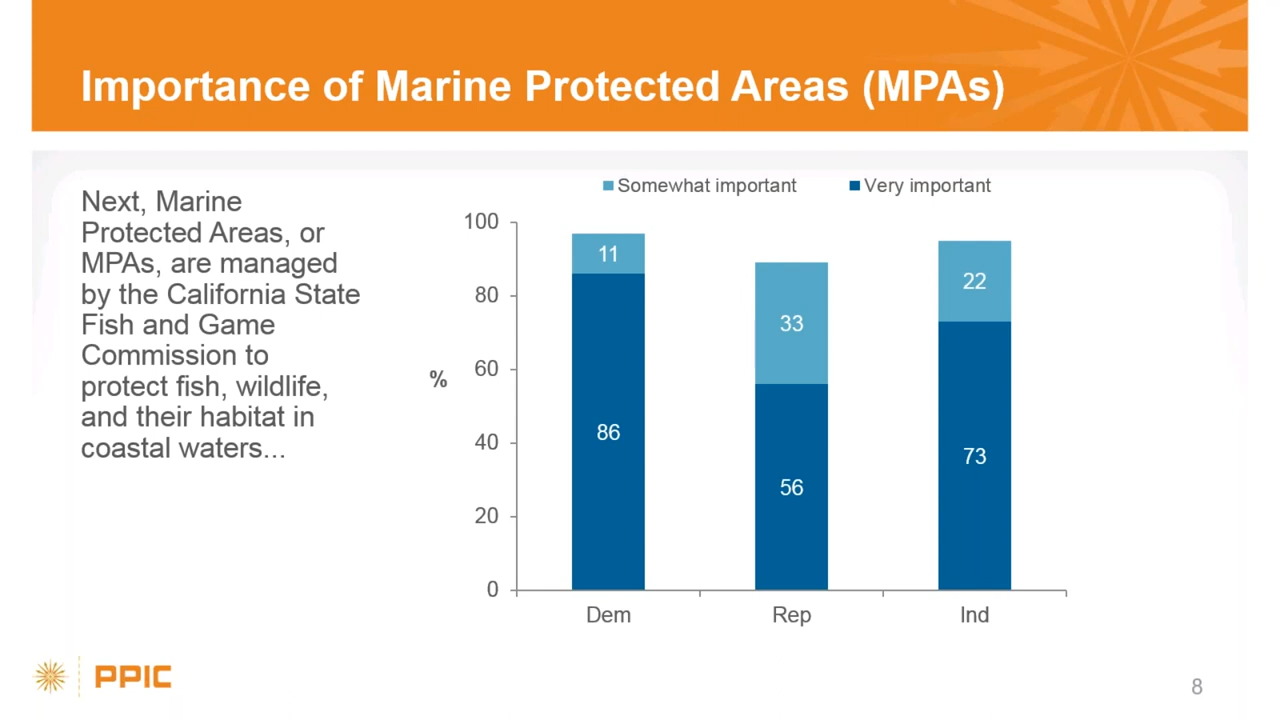 Importance of Marine Protected Areas (MPAs)
Next, Marine
Protected Areas, or
MPAs, are managed
by the California State
Fish and Game
Commission to
protect fish, wildlife,
and their habitat in
coastal waters...
Somewhat important
Very important
%
100
80
60
40
20
0
11
86
33
56
22
73
Dem
Rep
Ind
PPIC
8